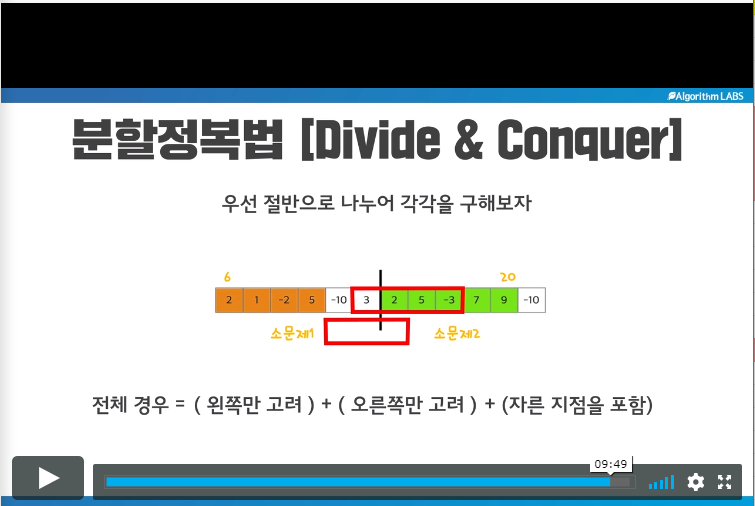 Algorithm LABS
분할정복법 [Divide & Conquer]
우선 절반으로 나누어 각각을 구해보자
6 20
2 1 -2 5 -10 3 2 5 -3 7 9 -10
소문제1 소문제2
전체 경우 = ( 왼쪽만 고려 ) + ( 오른쪽만 고려 ) + (자른 지점을 포함)
09:49